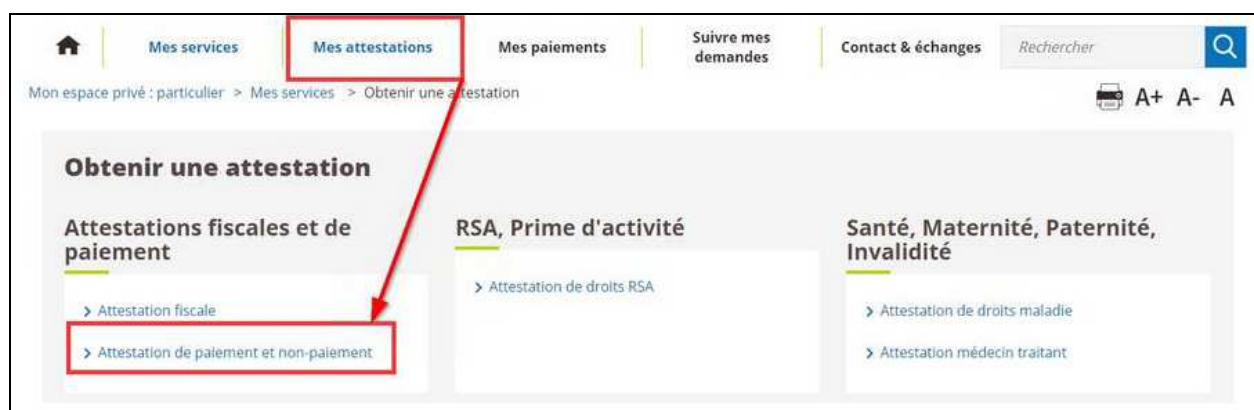 Mes services
Mes attestations
Mes paiements
Suivre mes
demandes
Contact & échanges
Rechercher
Mon espace privé : particulier > Mes services > Obtenir une attestation
A+ A- A
Obtenir une attestation
Attestations fiscales et de
paiement
> Attestation fiscale
> Attestation de paiement et non-paiement
RSA, Prime d'activité
> Attestation de droits RSA
Santé, Maternité, Paternité,
Invalidité
> Attestation de droits maladie
> Attestation médecin traitant